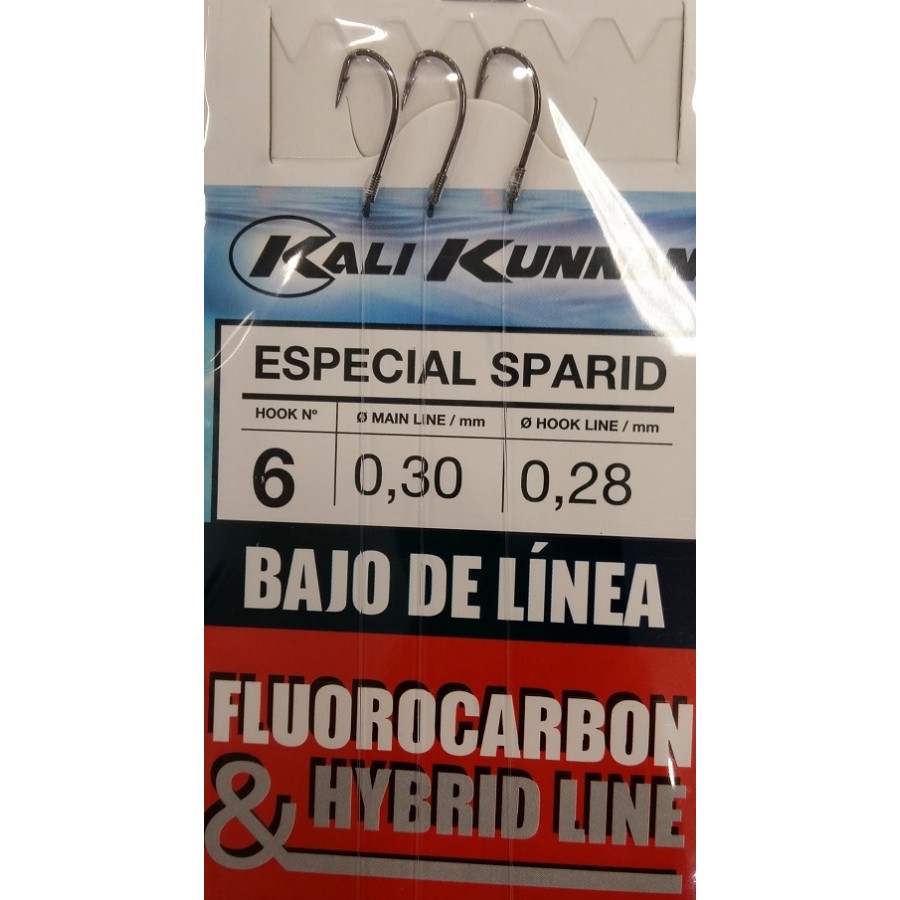 KALI KUNNAN
ESPECIAL SPARID
HOOK Nº Ø MAIN LINE / mm Ø HOOK LINE / mm
6 0,30 0,28
BAJO DE LÍNEA
FLUOROCARBON
& HYBRID LINE